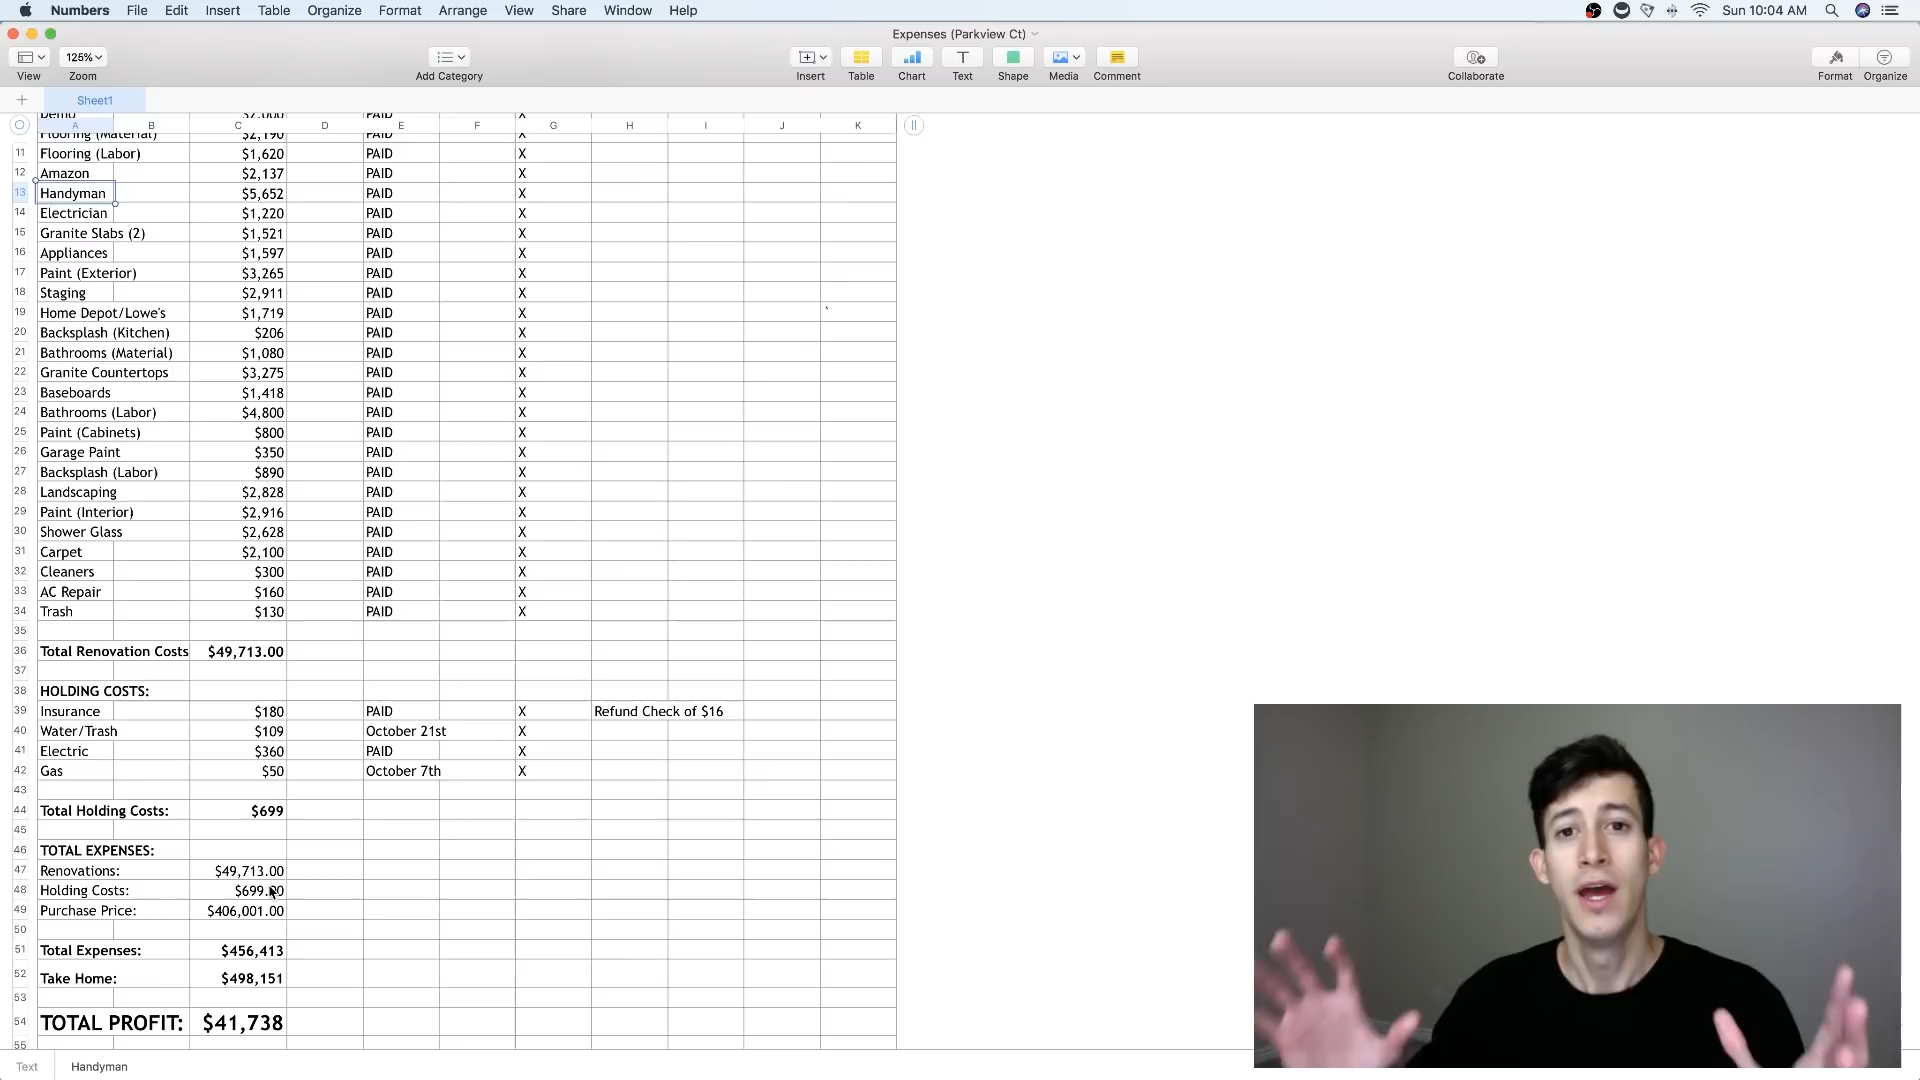 Numbers File Edit Insert Table Organize Format Arrange View Share Window Help Sun 10:04 AM
Expenses (Parkview Ct)
125%
View Zoom Add Category Insert Table Chart Text Shape Media Comment Collaborate Format Organize
Sheet1
Demo $2,000 PAID X
A B C D E F G H I J K
Flooring (Material) $2,190 PAID X
11 Flooring (Labor) $1,620 PAID X
12 Amazon $2,137 PAID X
13 Handyman $5,652 PAID X
14 Electrician $1,220 PAID X
15 Granite Slabs (2) $1,521 PAID X
16 Appliances $1,597 PAID X
17 Paint (Exterior) $3,265 PAID X
18 Staging $2,911 PAID X
19 Home Depot/Lowe's $1,719 PAID X `
20 Backsplash (Kitchen) $206 PAID X
21 Bathrooms (Material) $1,080 PAID X
22 Granite Countertops $3,275 PAID X
23 Baseboards $1,418 PAID X
24 Bathrooms (Labor) $4,800 PAID X
25 Paint (Cabinets) $800 PAID X
26 Garage Paint $350 PAID X
27 Backsplash (Labor) $890 PAID X
28 Landscaping $2,828 PAID X
29 Paint (Interior) $2,916 PAID X
30 Shower Glass $2,628 PAID X
31 Carpet $2,100 PAID X
32 Cleaners $300 PAID X
33 AC Repair $160 PAID X
34 Trash $130 PAID X
35
36 Total Renovation Costs $49,713.00
37
38 HOLDING COSTS:
39 Insurance $180 PAID X Refund Check of $16
40 Water/Trash $109 October 21st X
41 Electric $360 PAID X
42 Gas $50 October 7th X
43
44 Total Holding Costs: $699
45
46 TOTAL EXPENSES:
47 Renovations: $49,713.00
48 Holding Costs: $699.00
49 Purchase Price: $406,001.00
50
51 Total Expenses: $456,413
52 Take Home: $498,151
53
54 TOTAL PROFIT: $41,738
55
Text Handyman